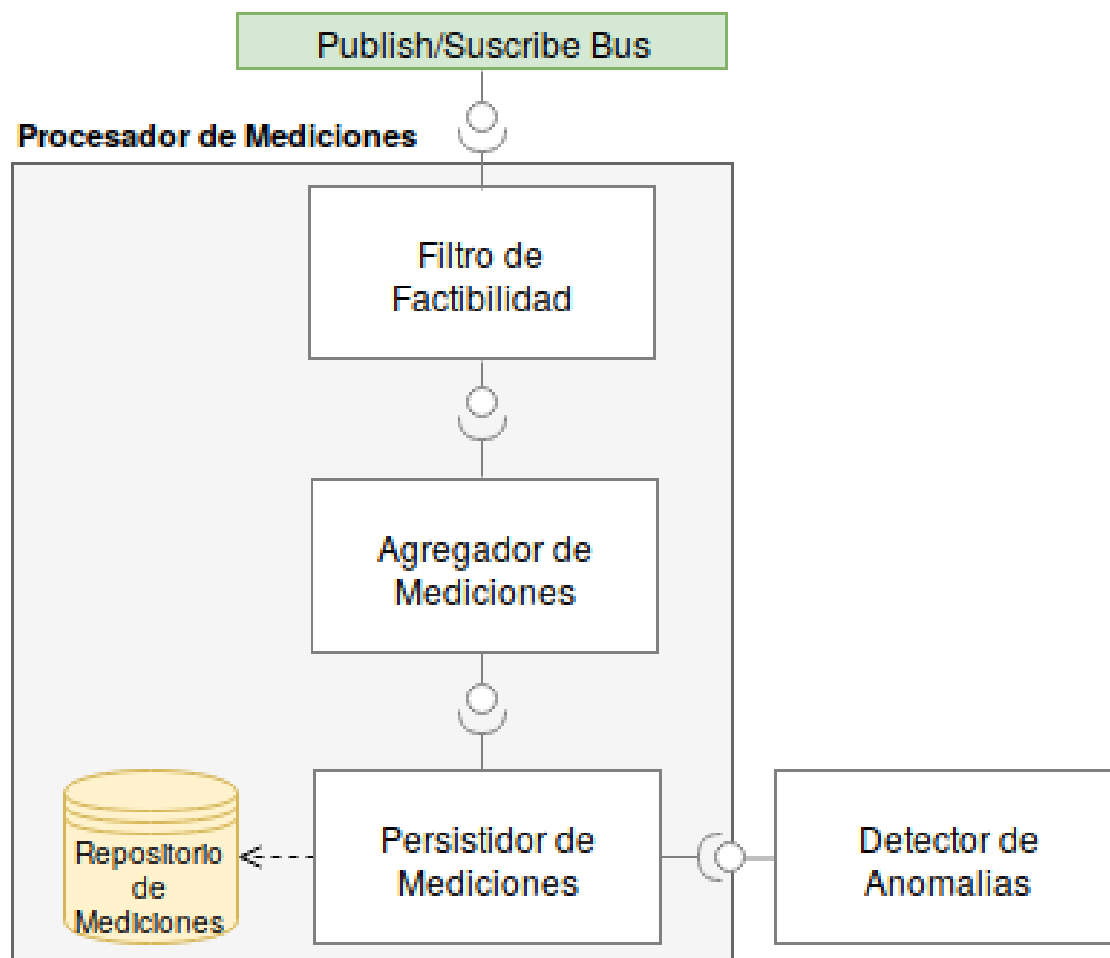 Publish/Suscribe Bus
Procesador de Mediciones
Filtro de
Factibilidad
Agregador de
Mediciones
Repositorio
de
Mediciones
Persistidor de
Mediciones
Detector de
Anomalias